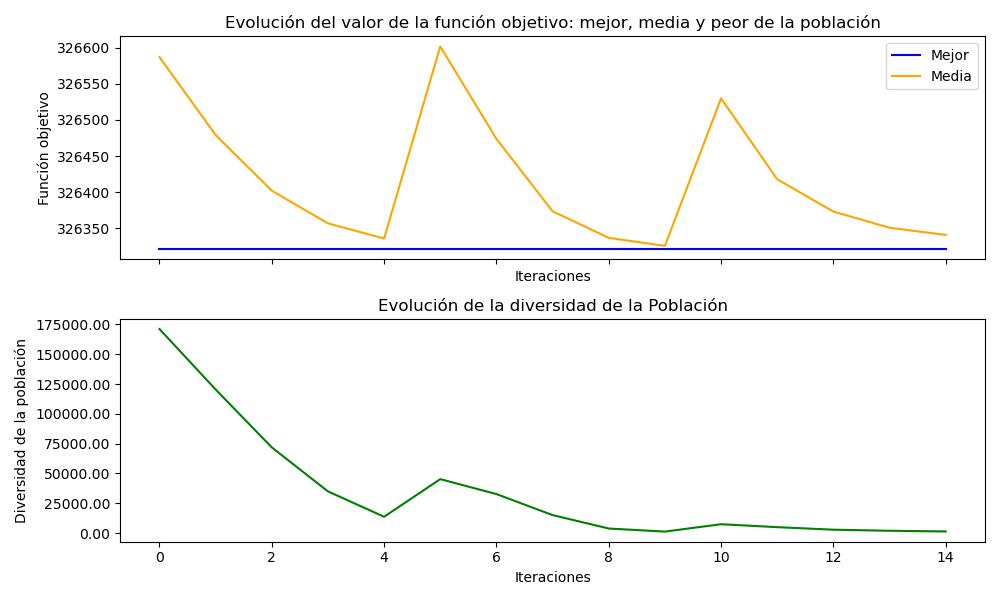 Evolución del valor de la función objetivo: mejor, media y peor de la población
Función objetivo
326600
326550
326500
326450
326400
326350
Mejor
Media
Iteraciones
Evolución de la diversidad de la Población
Diversidad de la población
175000.00
150000.00
125000.00
100000.00
75000.00
50000.00
25000.00
0.00
0 2 4 6 8 10 12 14
Iteraciones